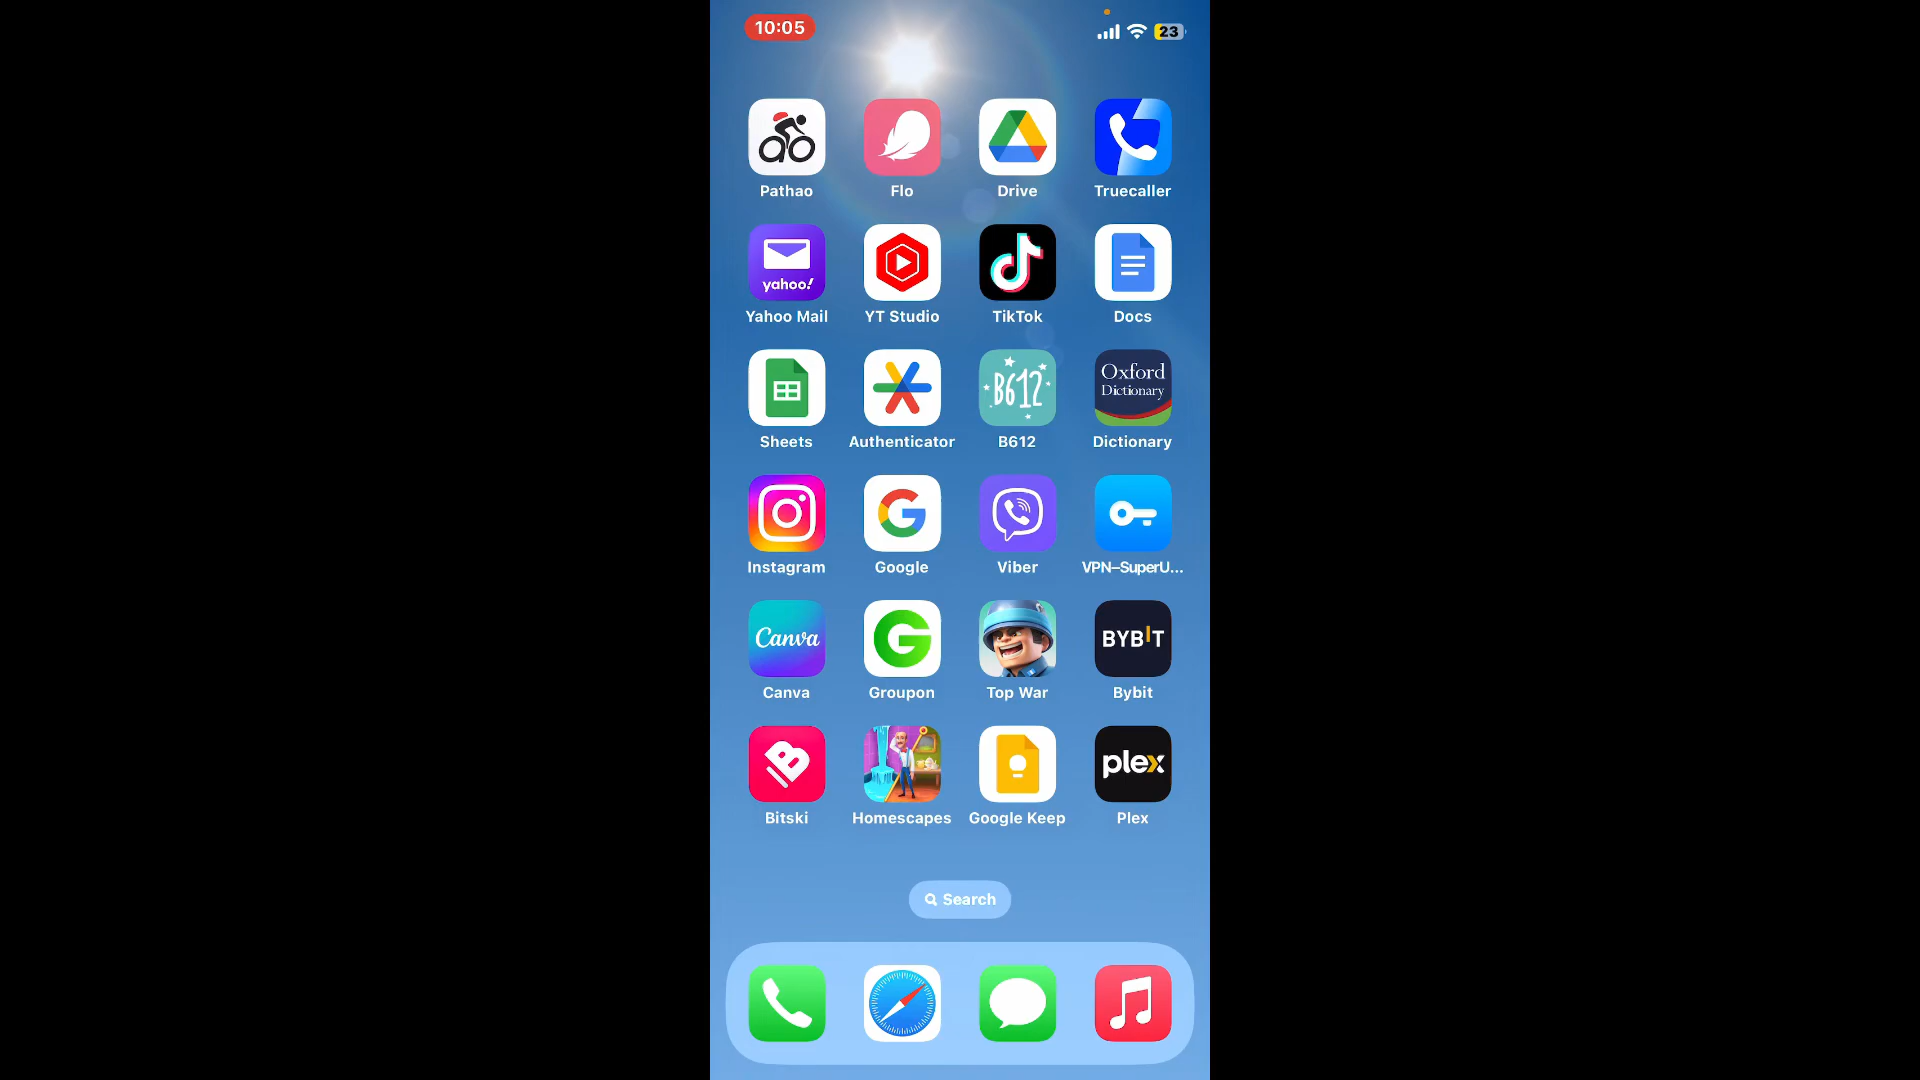 10:05
23
Pathao
Flo
Drive
Truecaller
yahoo!
Yahoo Mail
YT Studio
TikTok
Docs
B612
Oxford
Dictionary
Sheets
Authenticator
B612
Dictionary
Instagram
Google
Viber
VPN–SuperU...
Canva
BYBIT
Canva
Groupon
Top War
Bybit
plex
Bitski
Homescapes
Google Keep
Plex
Search